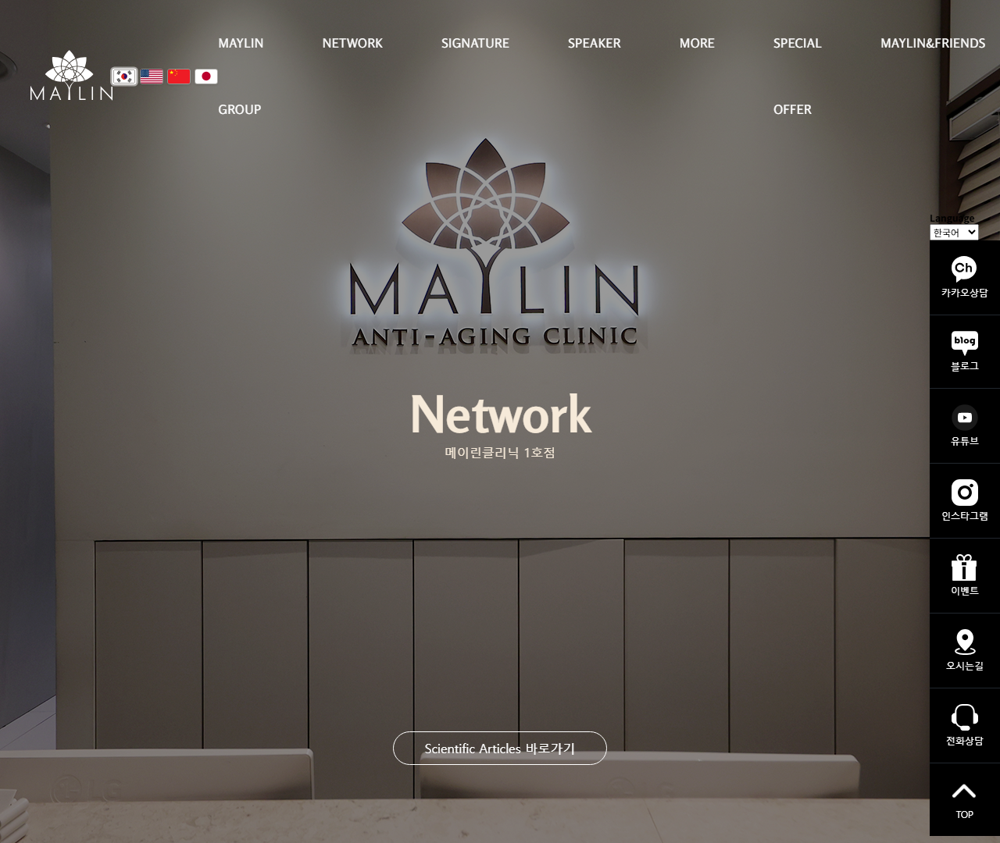 MAYLIN NETWORK SIGNATURE SPEAKER MORE SPECIAL MAYLIN&FRIENDS
MAYLIN
GROUP OFFER
MAYLIN
ANTI-AGING CLINIC
Language
한국어
Ch
카카오상담
blog
블로그
유튜브
Network
메이린클리닉 1호점
인스타그램
이벤트
오시는길
전화상담
Scientific Articles 바로가기
LG
TOP